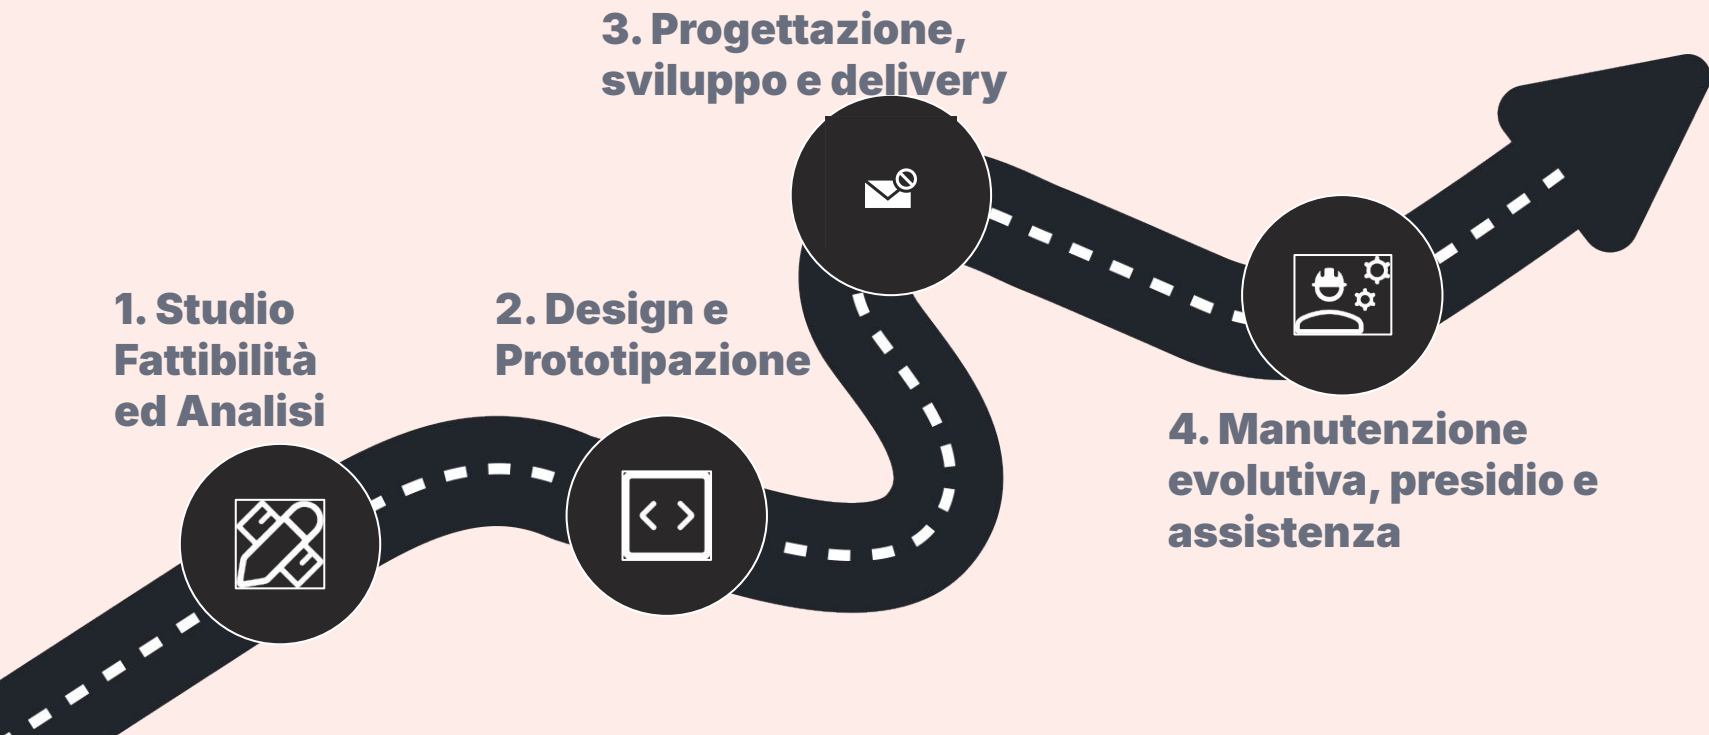 1. Studio
Fattibilità
ed Analisi
2. Design e
Prototipazione
3. Progettazione,
sviluppo e delivery
4. Manutenzione
evolutiva, presidio e
assistenza